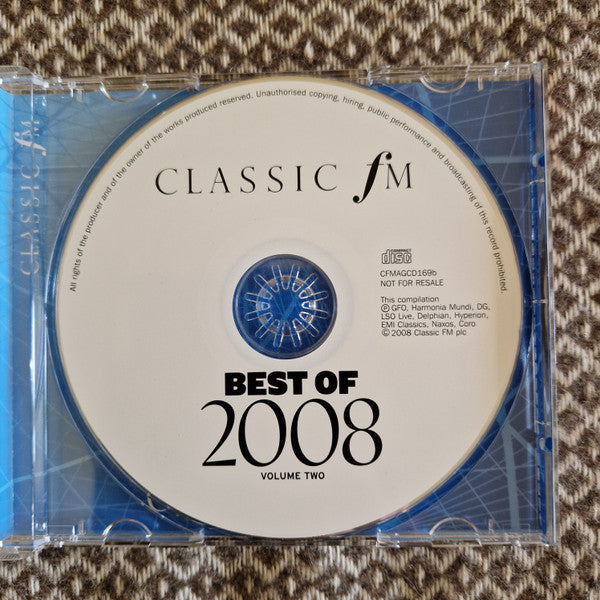 All rights of the producer and of the owner of the works produced reserved. Unauthorised copying, hiring, public performance and broadcasting of this record prohibited.
CLASSIC fM
CLASSIC fM
COMPACT
disc
CFMAGCD169b
NOT FOR RESALE
This compilation
Ⓟ GFO, Harmonia Mundi, DG,
LSO Live, Delphian, Hyperion,
EMI Classics, Naxos, Coro
© 2008 Classic FM plc
BEST OF
2008
VOLUME TWO